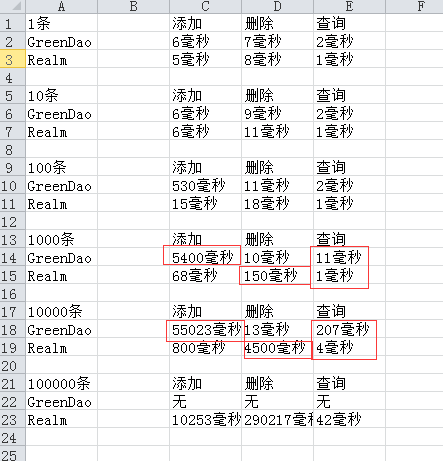 A B C D E F
1 1条 添加 删除 查询
2 GreenDao 6毫秒 7毫秒 2毫秒
3 Realm 5毫秒 8毫秒 1毫秒
4
5 10条 添加 删除 查询
6 GreenDao 6毫秒 9毫秒 2毫秒
7 Realm 6毫秒 11毫秒 1毫秒
8
9 100条 添加 删除 查询
10 GreenDao 530毫秒 11毫秒 2毫秒
11 Realm 15毫秒 18毫秒 1毫秒
12
13 1000条 添加 删除 查询
14 GreenDao 5400毫秒 10毫秒 11毫秒
15 Realm 68毫秒 150毫秒 1毫秒
16
17 10000条 添加 删除 查询
18 GreenDao 55023毫秒 13毫秒 207毫秒
19 Realm 800毫秒 4500毫秒 4毫秒
20
21 100000条 添加 删除 查询
22 GreenDao 无 无 无
23 Realm 10253毫秒 290217毫秒 42毫秒
24
25